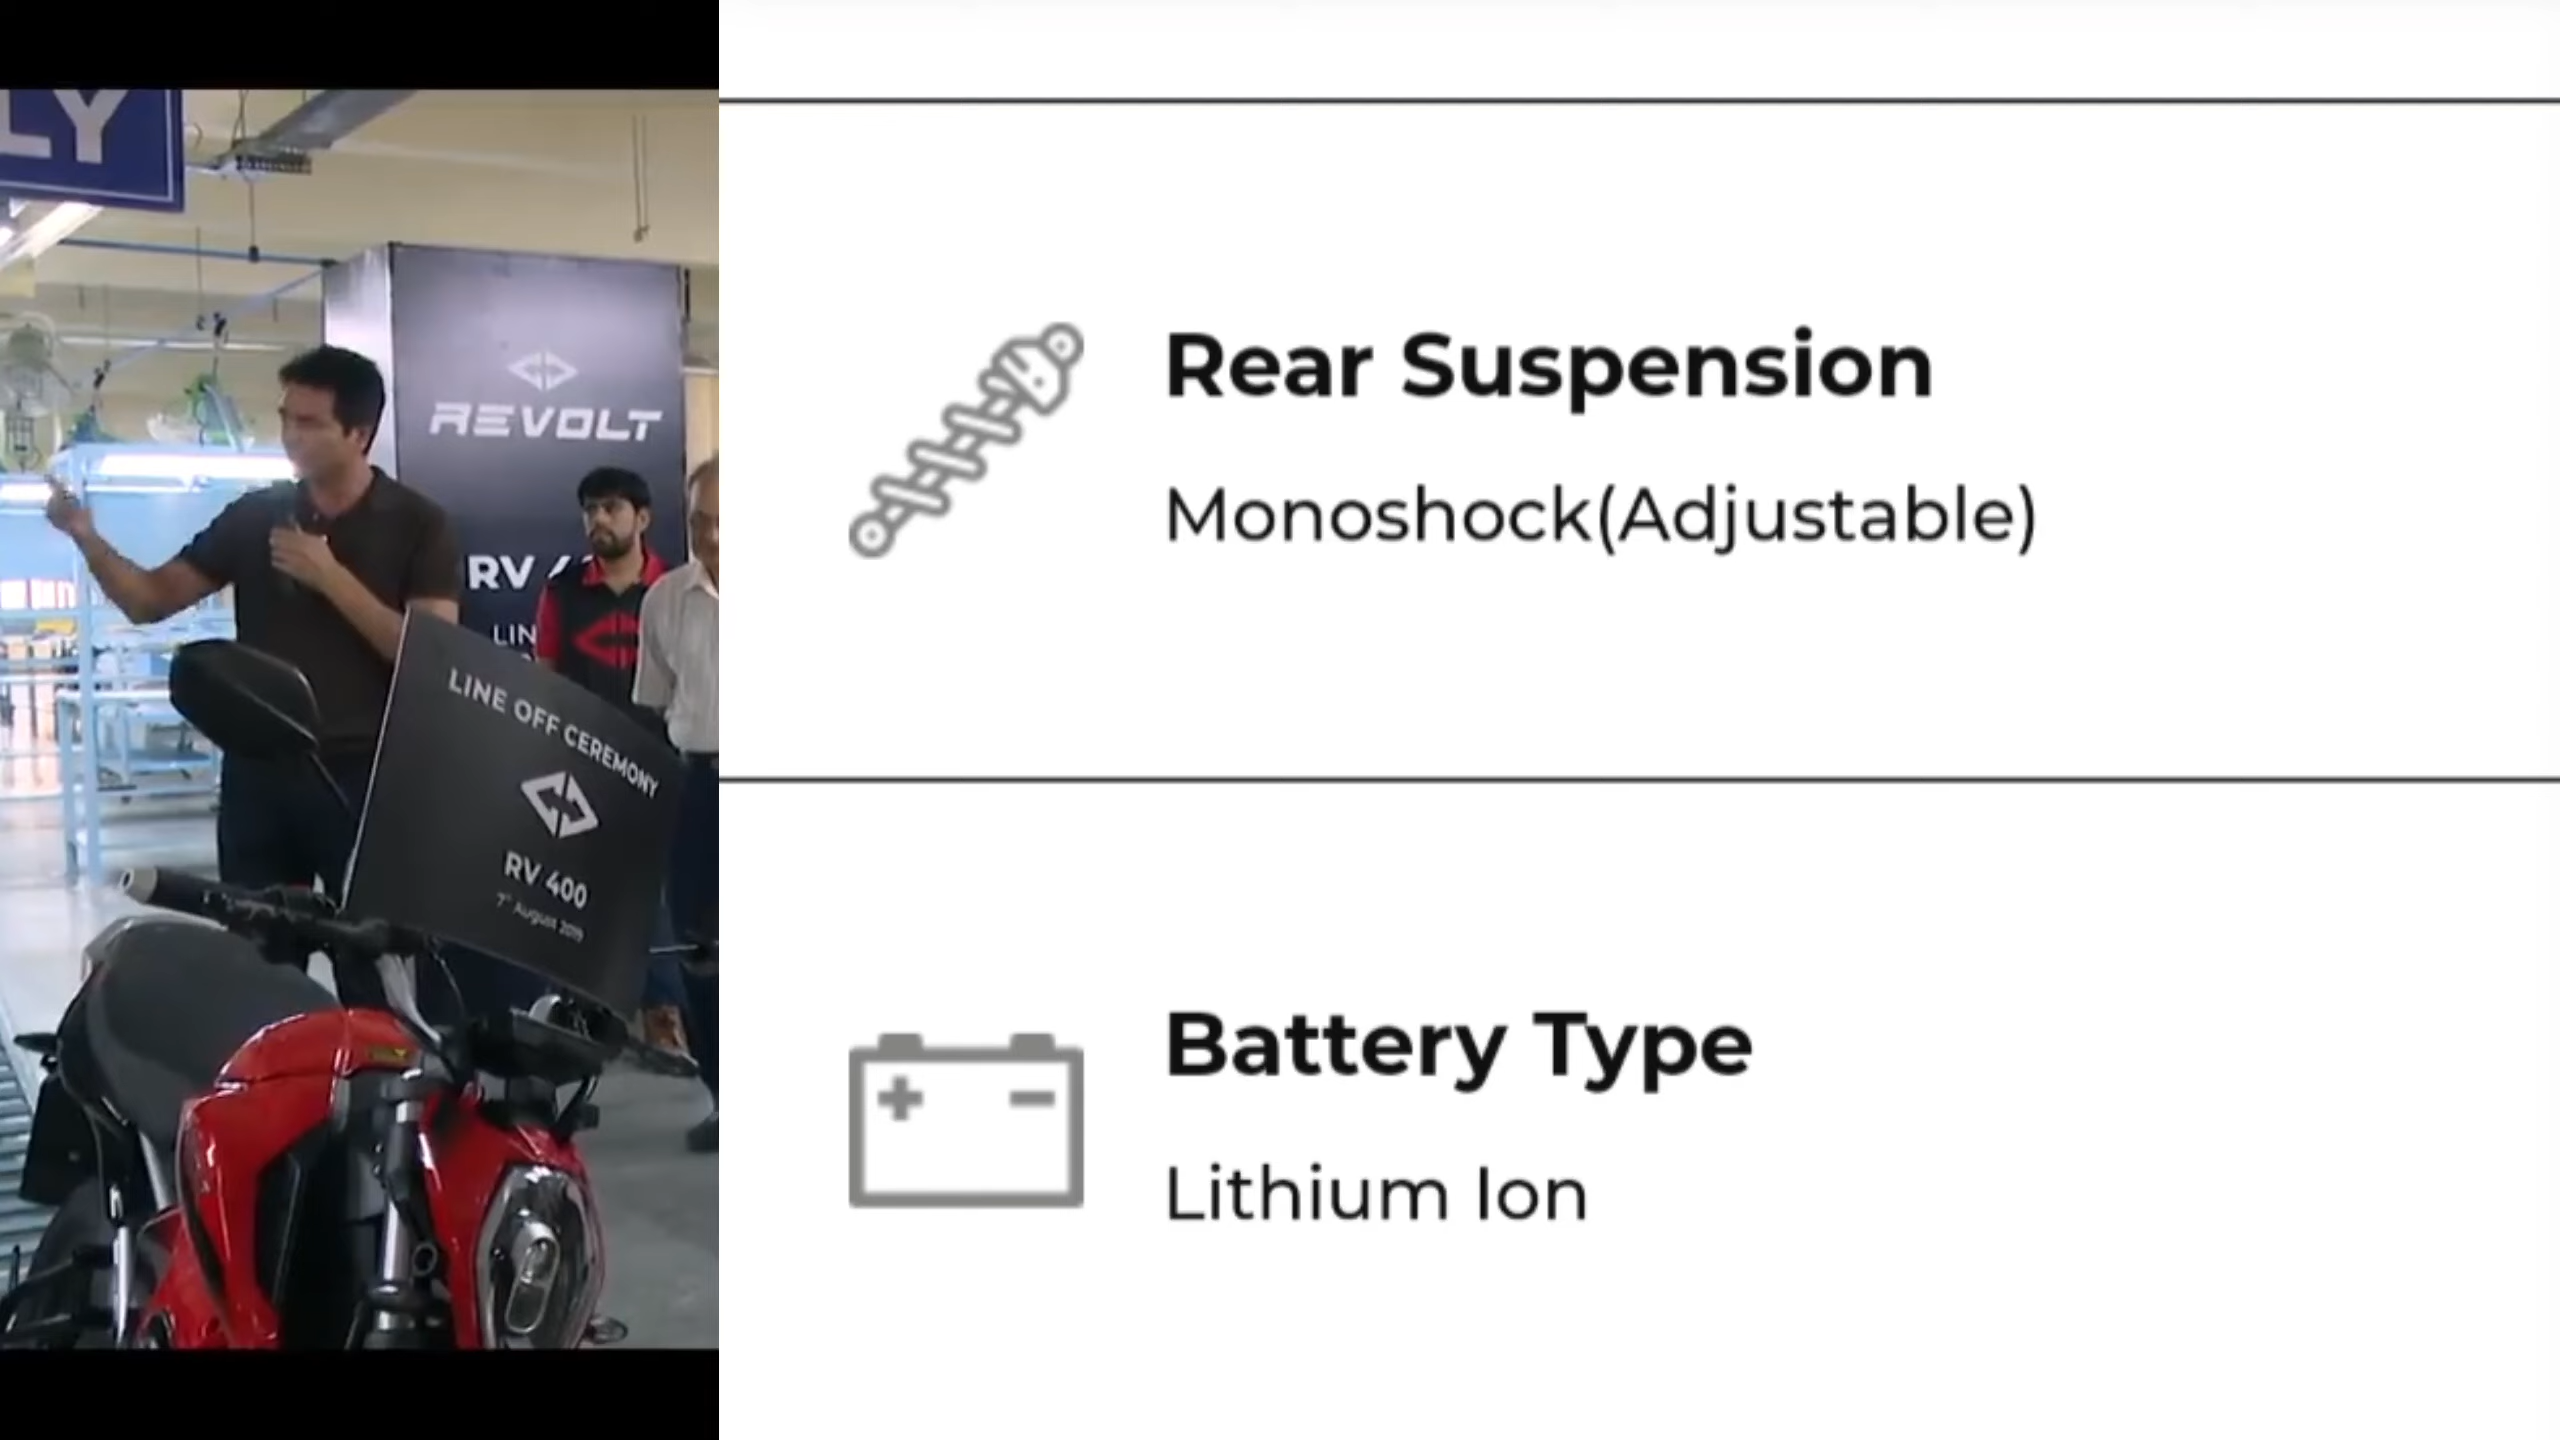 LY
REVOLT
RV
LIN
LINE OFF CEREMONY
RV 400
7th August 2019
Rear Suspension
Monoshock(Adjustable)
Battery Type
Lithium Ion